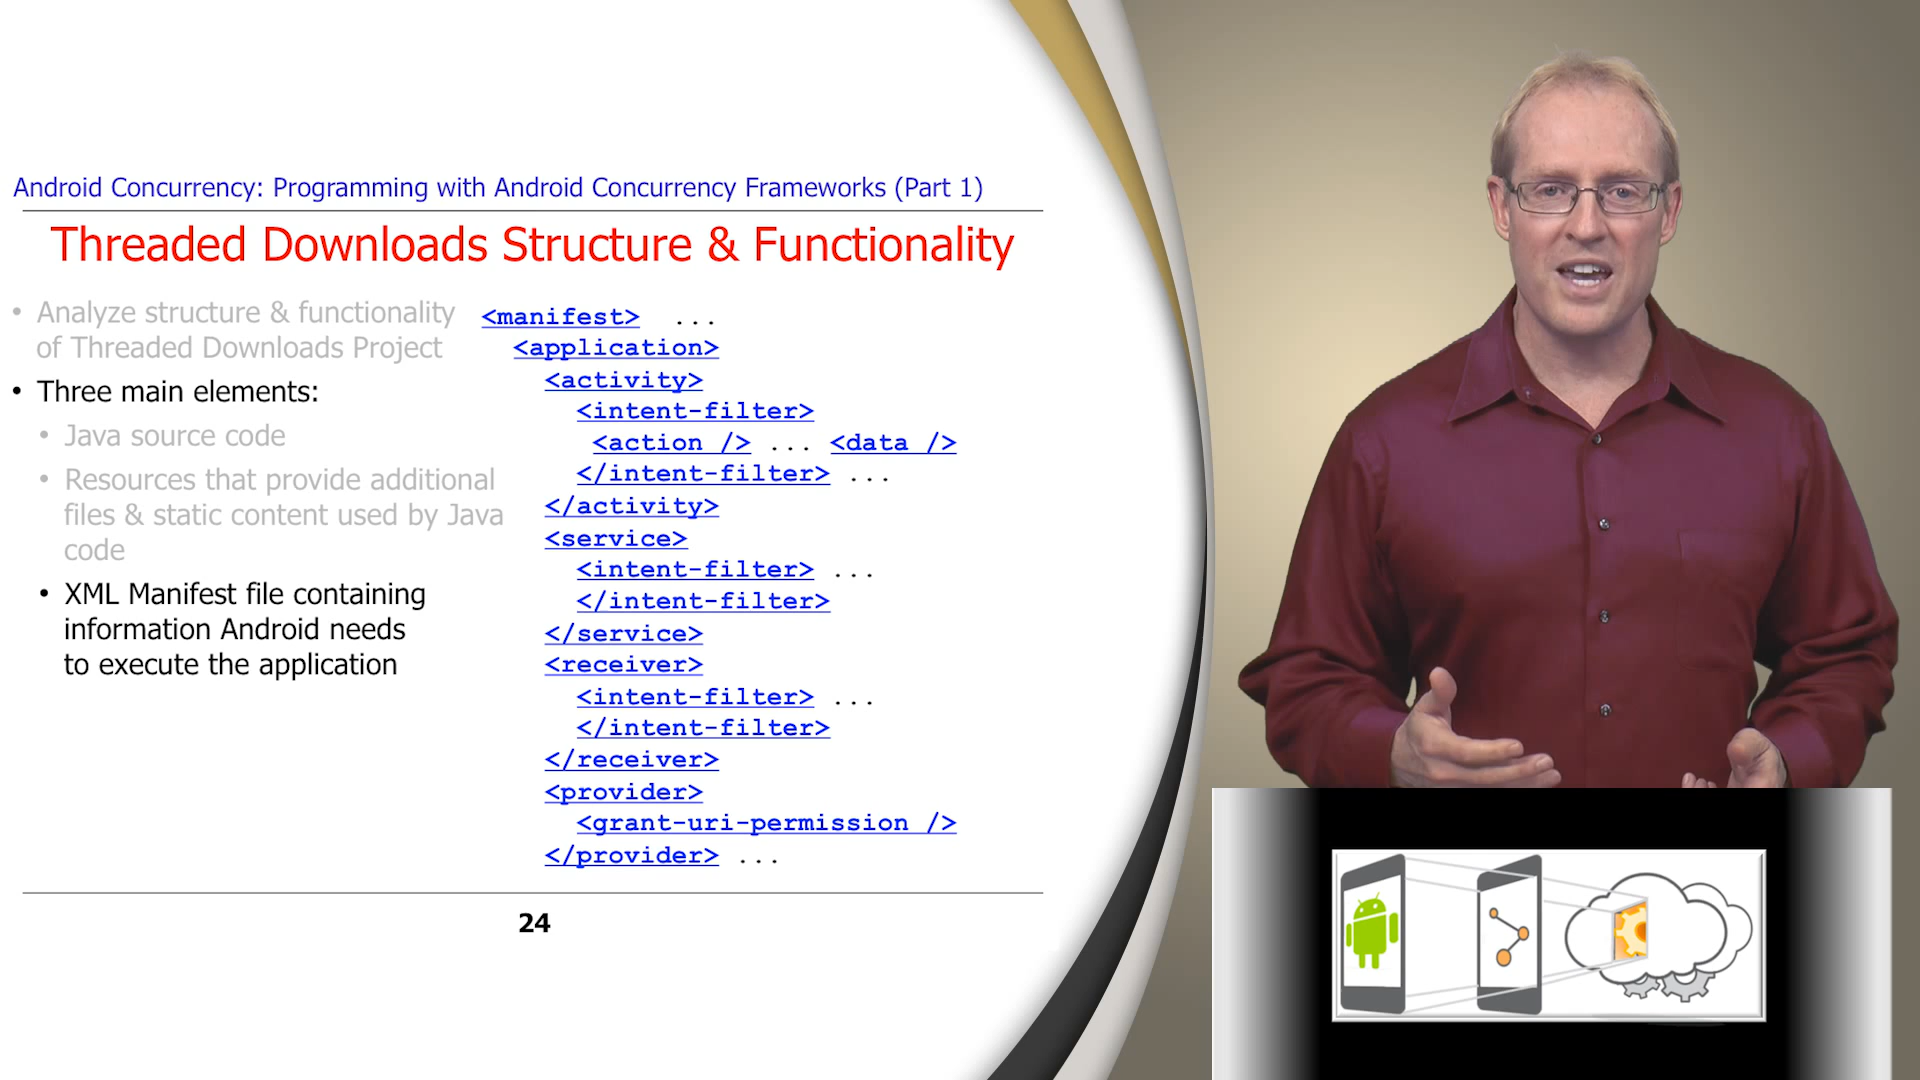 Android Concurrency: Programming with Android Concurrency Frameworks (Part 1)
Threaded Downloads Structure & Functionality
• Analyze structure & functionality
of Threaded Downloads Project
• Three main elements:
• Java source code
• Resources that provide additional
files & static content used by Java
code
• XML Manifest file containing
information Android needs
to execute the application
<manifest> ...
<application>
<activity>
<intent-filter>
<action /> ... <data />
</intent-filter> ...
</activity>
<service>
<intent-filter> ...
</intent-filter>
</service>
<receiver>
<intent-filter> ...
</intent-filter>
</receiver>
<provider>
<grant-uri-permission />
</provider> ...
24